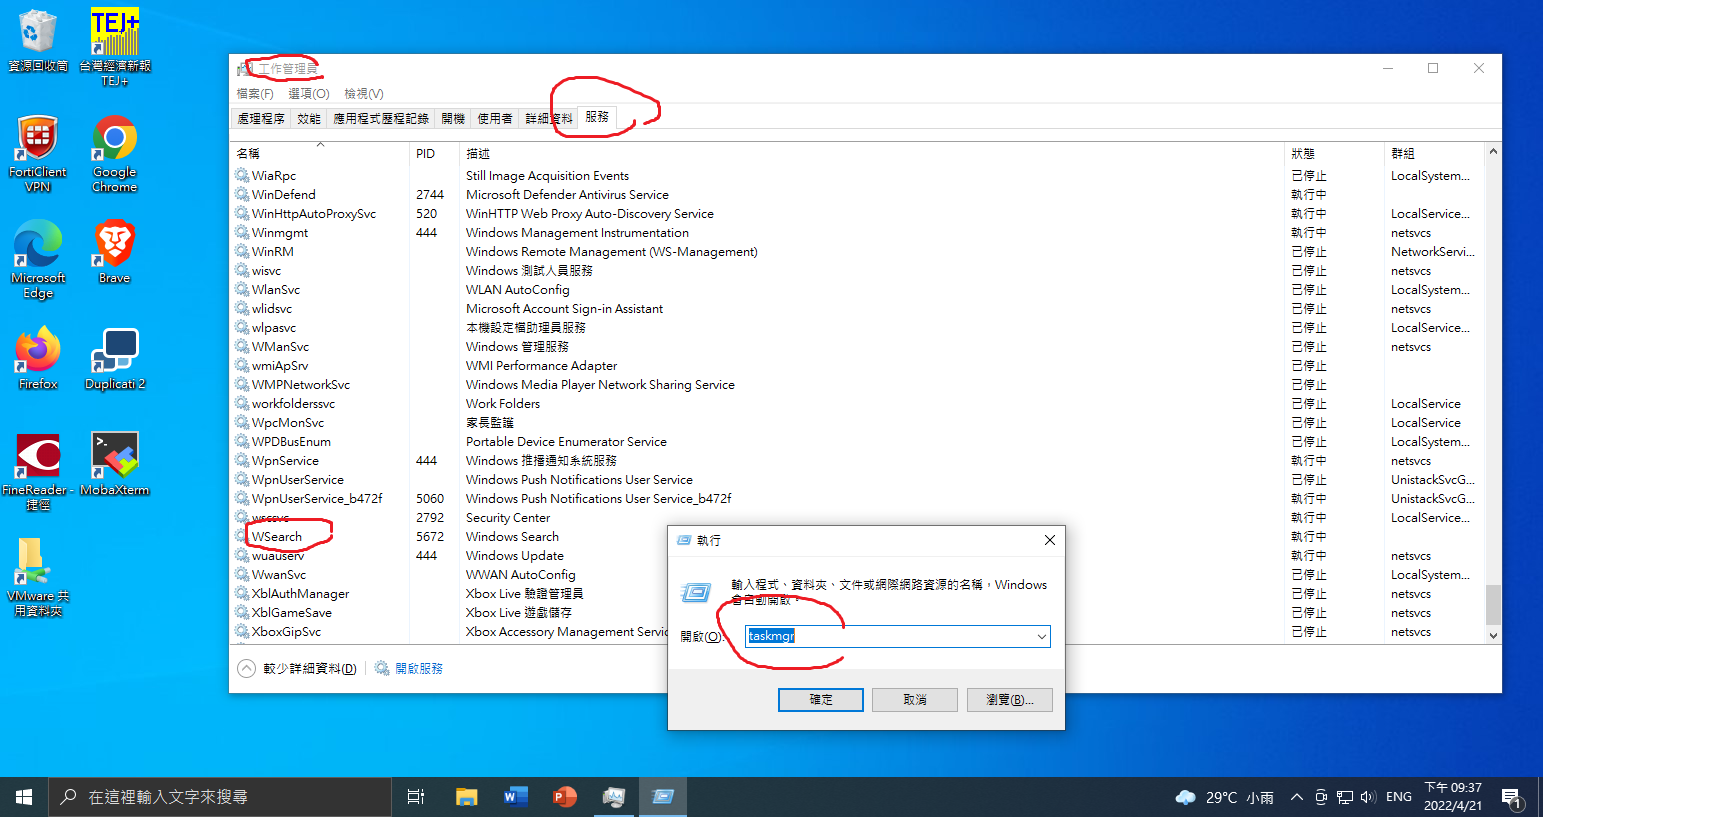 資源回收筒
台灣經濟新報
TEJ+
TEJ+
FortiClient
VPN
Google
Chrome
Microsoft
Edge
Brave
Firefox
Duplicati 2
FineReader -
捷徑
MobaXterm
VMware 共
用資料夾
工作管理員
檔案(F) 選項(O) 檢視(V)
處理程序 效能 應用程式歷程記錄 開機 使用者 詳細資料 服務
名稱 PID 描述 狀態 群組
WiaRpc Still Image Acquisition Events 已停止 LocalSystem...
WinDefend 2744 Microsoft Defender Antivirus Service 執行中
WinHttpAutoProxySvc 520 WinHTTP Web Proxy Auto-Discovery Service 執行中 LocalService...
Winmgmt 444 Windows Management Instrumentation 執行中 netsvcs
WinRM Windows Remote Management (WS-Management) 已停止 NetworkServi...
wisvc Windows 測試人員服務 已停止 netsvcs
WlanSvc WLAN AutoConfig 已停止 LocalSystem...
wlidsvc Microsoft Account Sign-in Assistant 已停止 netsvcs
wlpasvc 本機設定檔助理員服務 已停止 LocalService...
WManSvc Windows 管理服務 已停止 netsvcs
wmiApSrv WMI Performance Adapter 已停止
WMPNetworkSvc Windows Media Player Network Sharing Service 已停止
workfolderssvc Work Folders 已停止 LocalService
WpcMonSvc 家長監護 已停止 LocalService
WPDBusEnum Portable Device Enumerator Service 已停止 LocalSystem...
WpnService 444 Windows 推播通知系統服務 執行中 netsvcs
WpnUserService Windows Push Notifications User Service 已停止 UnistackSvcG...
WpnUserService_b472f 5060 Windows Push Notifications User Service_b472f 執行中 UnistackSvcG...
wscsvc 2792 Security Center 執行中 LocalService...
WSearch 5672 Windows Search 執行中
wuauserv 444 Windows Update 執行中 netsvcs
WwanSvc WWAN AutoConfig 已停止 LocalSystem...
XblAuthManager Xbox Live 驗證管理員 已停止 netsvcs
XblGameSave Xbox Live 遊戲儲存 已停止 netsvcs
XboxGipSvc Xbox Accessory Management Servic 已停止 netsvcs
較少詳細資料(D) 開啟服務
執行
輸入程式、資料夾、文件或網際網路資源的名稱，Windows
會自動開啟。
開啟(O): taskmgr
確定 取消 瀏覽(B)...
在這裡輸入文字來搜尋
29°C 小雨
ENG
下午 09:37
2022/4/21
1